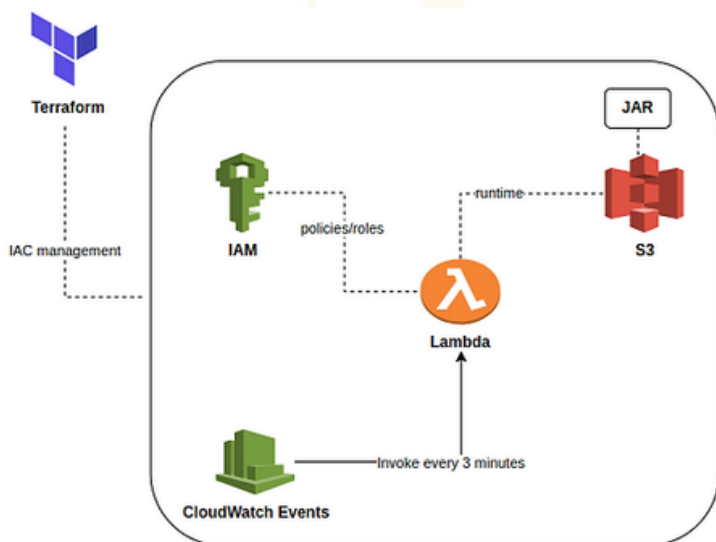 Terraform
JAR
runtime
policies/roles
IAM
S3
IAC management
Lambda
Invoke every 3 minutes
CloudWatch Events